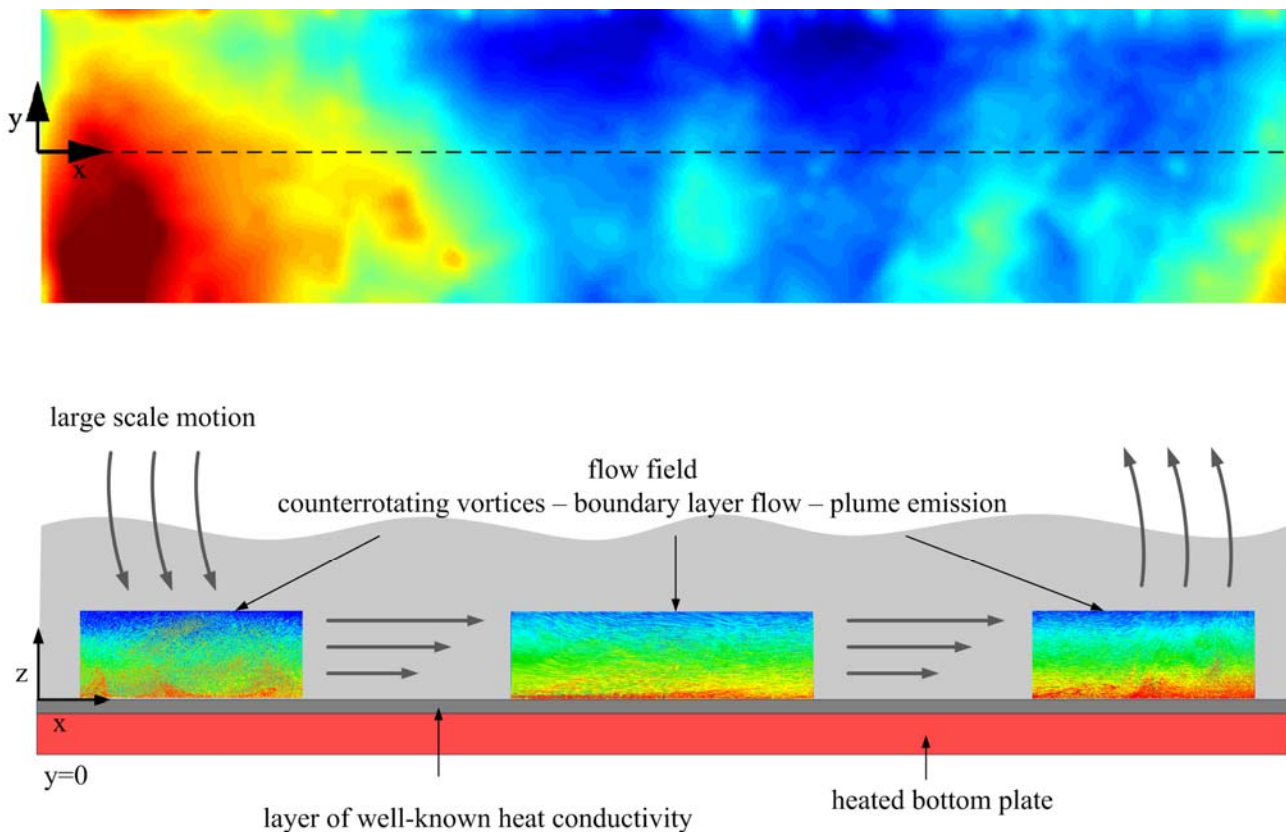 y
x
large scale motion
flow field
counterrotating vortices – boundary layer flow – plume emission
z
x
y=0
layer of well-known heat conductivity
heated bottom plate